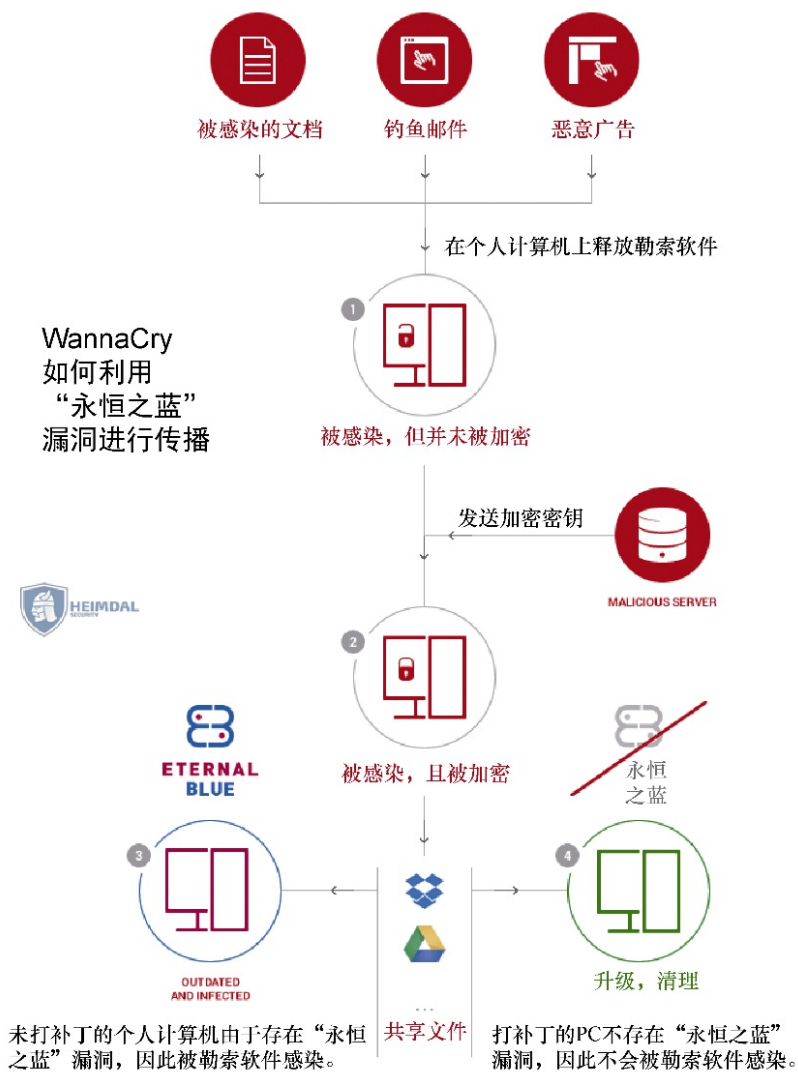 被感染的文档
钓鱼邮件
恶意广告
在个人计算机上释放勒索软件
1
WannaCry
如何利用
“永恒之蓝”
漏洞进行传播
被感染，但并未被加密
发送加密密钥
MALICIOUS SERVER
HEIMDAL
SECURITY
2
被感染，且被加密
ETERNAL
BLUE
永恒
之蓝
3
4
OUTDATED
AND INFECTED
升级，清理
...
共享文件
未打补丁的个人计算机由于存在“永恒
之蓝”漏洞，因此被勒索软件感染。
打补丁的PC不存在“永恒之蓝”
漏洞，因此不会被勒索软件感染。